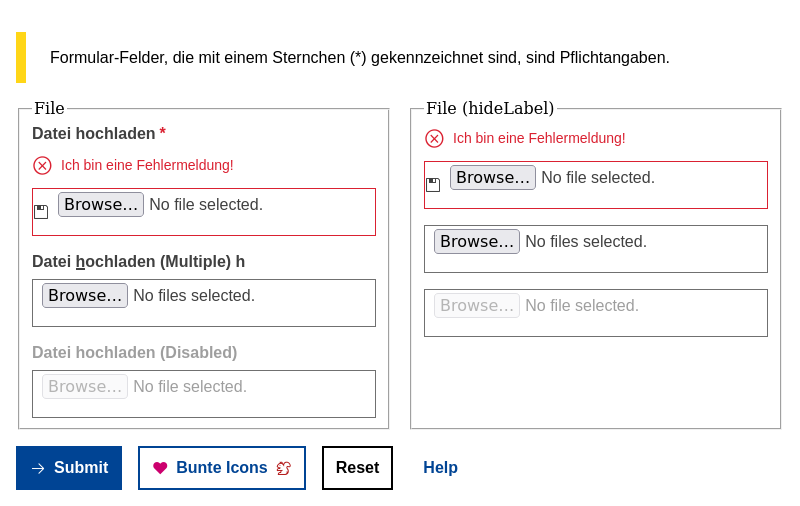 Formular-Felder, die mit einem Sternchen (*) gekennzeichnet sind, sind Pflichtangaben.
File
Datei hochladen *
Ich bin eine Fehlermeldung!
Browse... No file selected.
Datei hochladen (Multiple) h
Browse... No files selected.
Datei hochladen (Disabled)
Browse... No file selected.
File (hideLabel)
Ich bin eine Fehlermeldung!
Browse... No file selected.
Browse... No files selected.
Browse... No file selected.
Submit Bunte Icons Reset Help